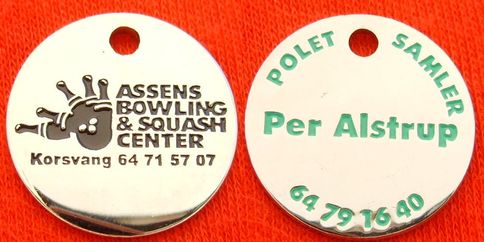 ASSENS
BOWLING
& SQUASH
CENTER
Korsvang 64 71 57 07
POLET SAMLER
Per Alstrup
64 79 16 40